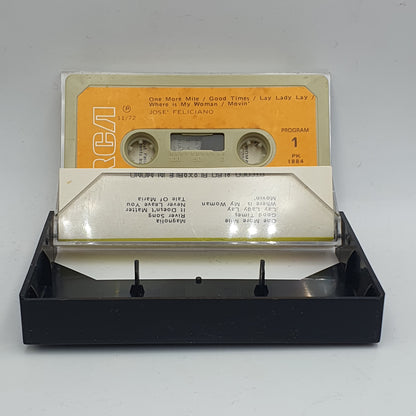 RCA
One More Mile / Good Times / Lay Lady Lay /
Where is My Woman / Movin'
JOSE' FELICIANO
11/72
PROGRAM
1
PK
1884
One More Mile
Good Times
Lay Lady Lay
Where is My Woman
Movin'
Magnolia
River Song
It Doesn't Matter
Never Leave You
Tale Of Maria